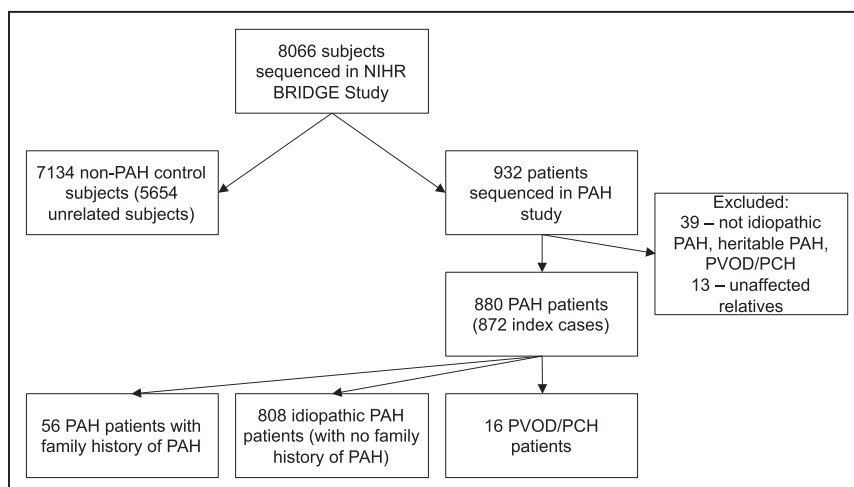 8066 subjects
sequenced in NIHR
BRIDGE Study
7134 non-PAH control
subjects (5654
unrelated subjects)
932 patients
sequenced in PAH
study
Excluded:
39 – not idiopathic
PAH, heritable PAH,
PVOD/PCH
13 – unaffected
relatives
880 PAH patients
(872 index cases)
56 PAH patients with
family history of PAH
808 idiopathic PAH
patients (with no family
history of PAH)
16 PVOD/PCH
patients